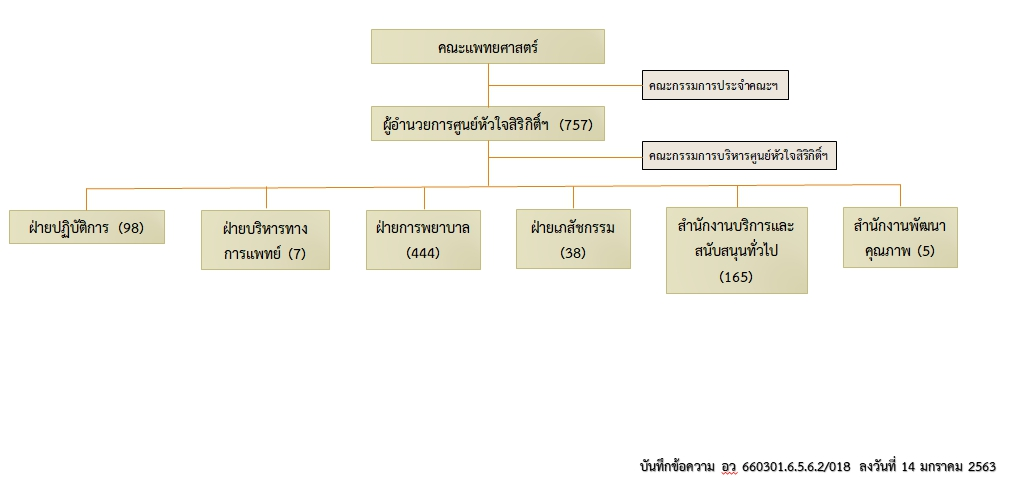 คณะแพทยศาสตร์
คณะกรรมการประจำคณะฯ
ผู้อำนวยการศูนย์หัวใจสิริกิติ์ฯ (757)
คณะกรรมการบริหารศูนย์หัวใจสิริกิติ์ฯ
ฝ่ายปฏิบัติการ (98)
ฝ่ายบริหารทาง
การแพทย์ (7)
ฝ่ายการพยาบาล
(444)
ฝ่ายเภสัชกรรม
(38)
สำนักงานบริการและ
สนับสนุนทั่วไป
(165)
สำนักงานพัฒนา
คุณภาพ (5)
บันทึกข้อความ อว 660301.6.5.6.2/018 ลงวันที่ 14 มกราคม 2563